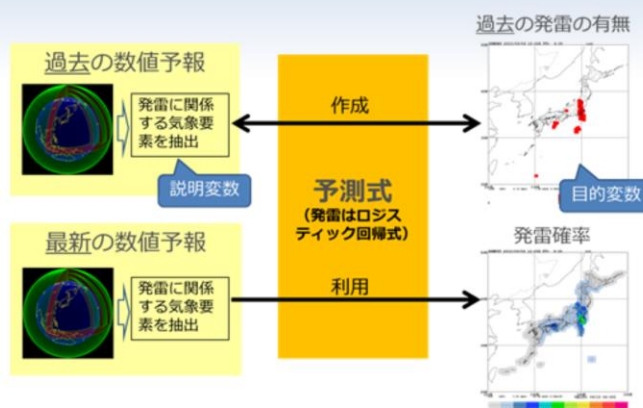 過去の数値予報
発雷に関係
する気象要
素を抽出
説明変数
過去の発雷の有無
作成
目的変数
予測式
(発雷はロジス
ティック回帰式)
最新の数値予報
発雷に関係
する気象要
素を抽出
利用
発雷確率